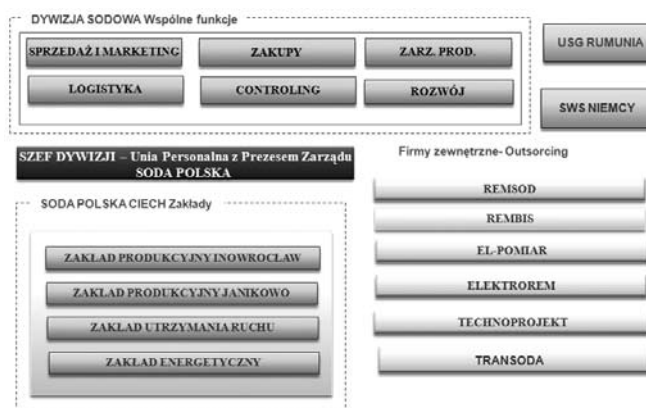 DYWIZJA SODOWA Wspólne funkcje
SPRZEDAŻ I MARKETING
ZAKUPY
ZARZ. PROD.
LOGISTYKA
CONTROLING
ROZWÓJ
USG RUMUNIA
SWS NIEMCY
SZEF DYWIZJI – Unia Personalna z Prezesem Zarządu
SODA POLSKA
SODA POLSKA CIECH Zakłady
ZAKŁAD PRODUKCYJNY INOWROCŁAW
ZAKŁAD PRODUKCYJNY JANIKOWO
ZAKŁAD UTRZYMANIA RUCHU
ZAKŁAD ENERGETYCZNY
Firmy zewnętrzne- Outsorcing
REMSOD
REMBIS
EL-POMIAR
ELEKTROREM
TECHNOPROJEKT
TRANSODA